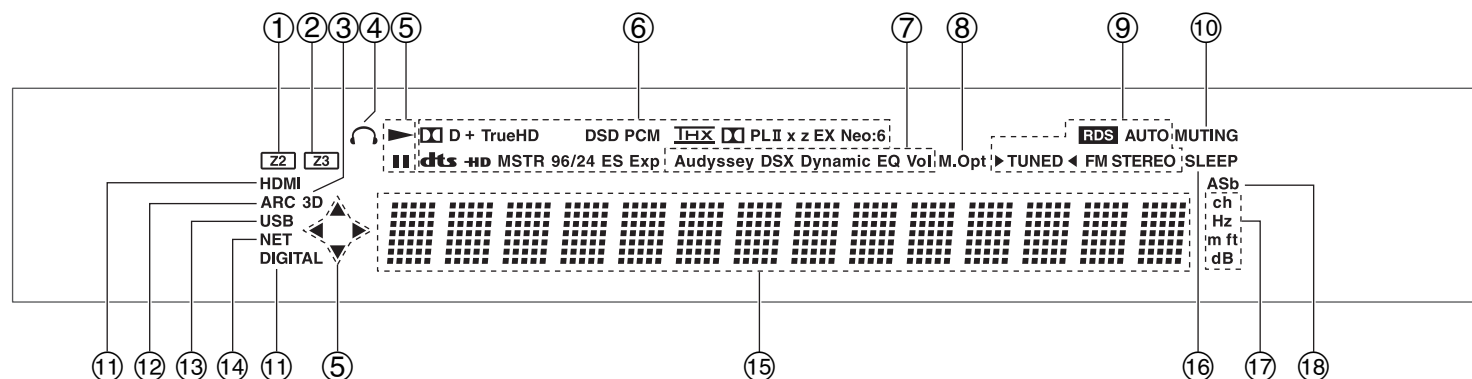 ① ② ③ ④ ⑤ ⑥ ⑦ ⑧ ⑨ ⑩
D + TrueHD DSD PCM THX PLII x z EX Neo:6 RDS AUTO MUTING
Z2 Z3 dts -HD MSTR 96/24 ES Exp Audyssey DSX Dynamic EQ Vol M.Opt ▶ TUNED ◀ FM STEREO SLEEP
HDMI ASb
ARC 3D ch
USB Hz
NET m ft
DIGITAL dB
⑪ ⑫ ⑬ ⑭ ⑪ ⑤ ⑮ ⑯ ⑰ ⑱